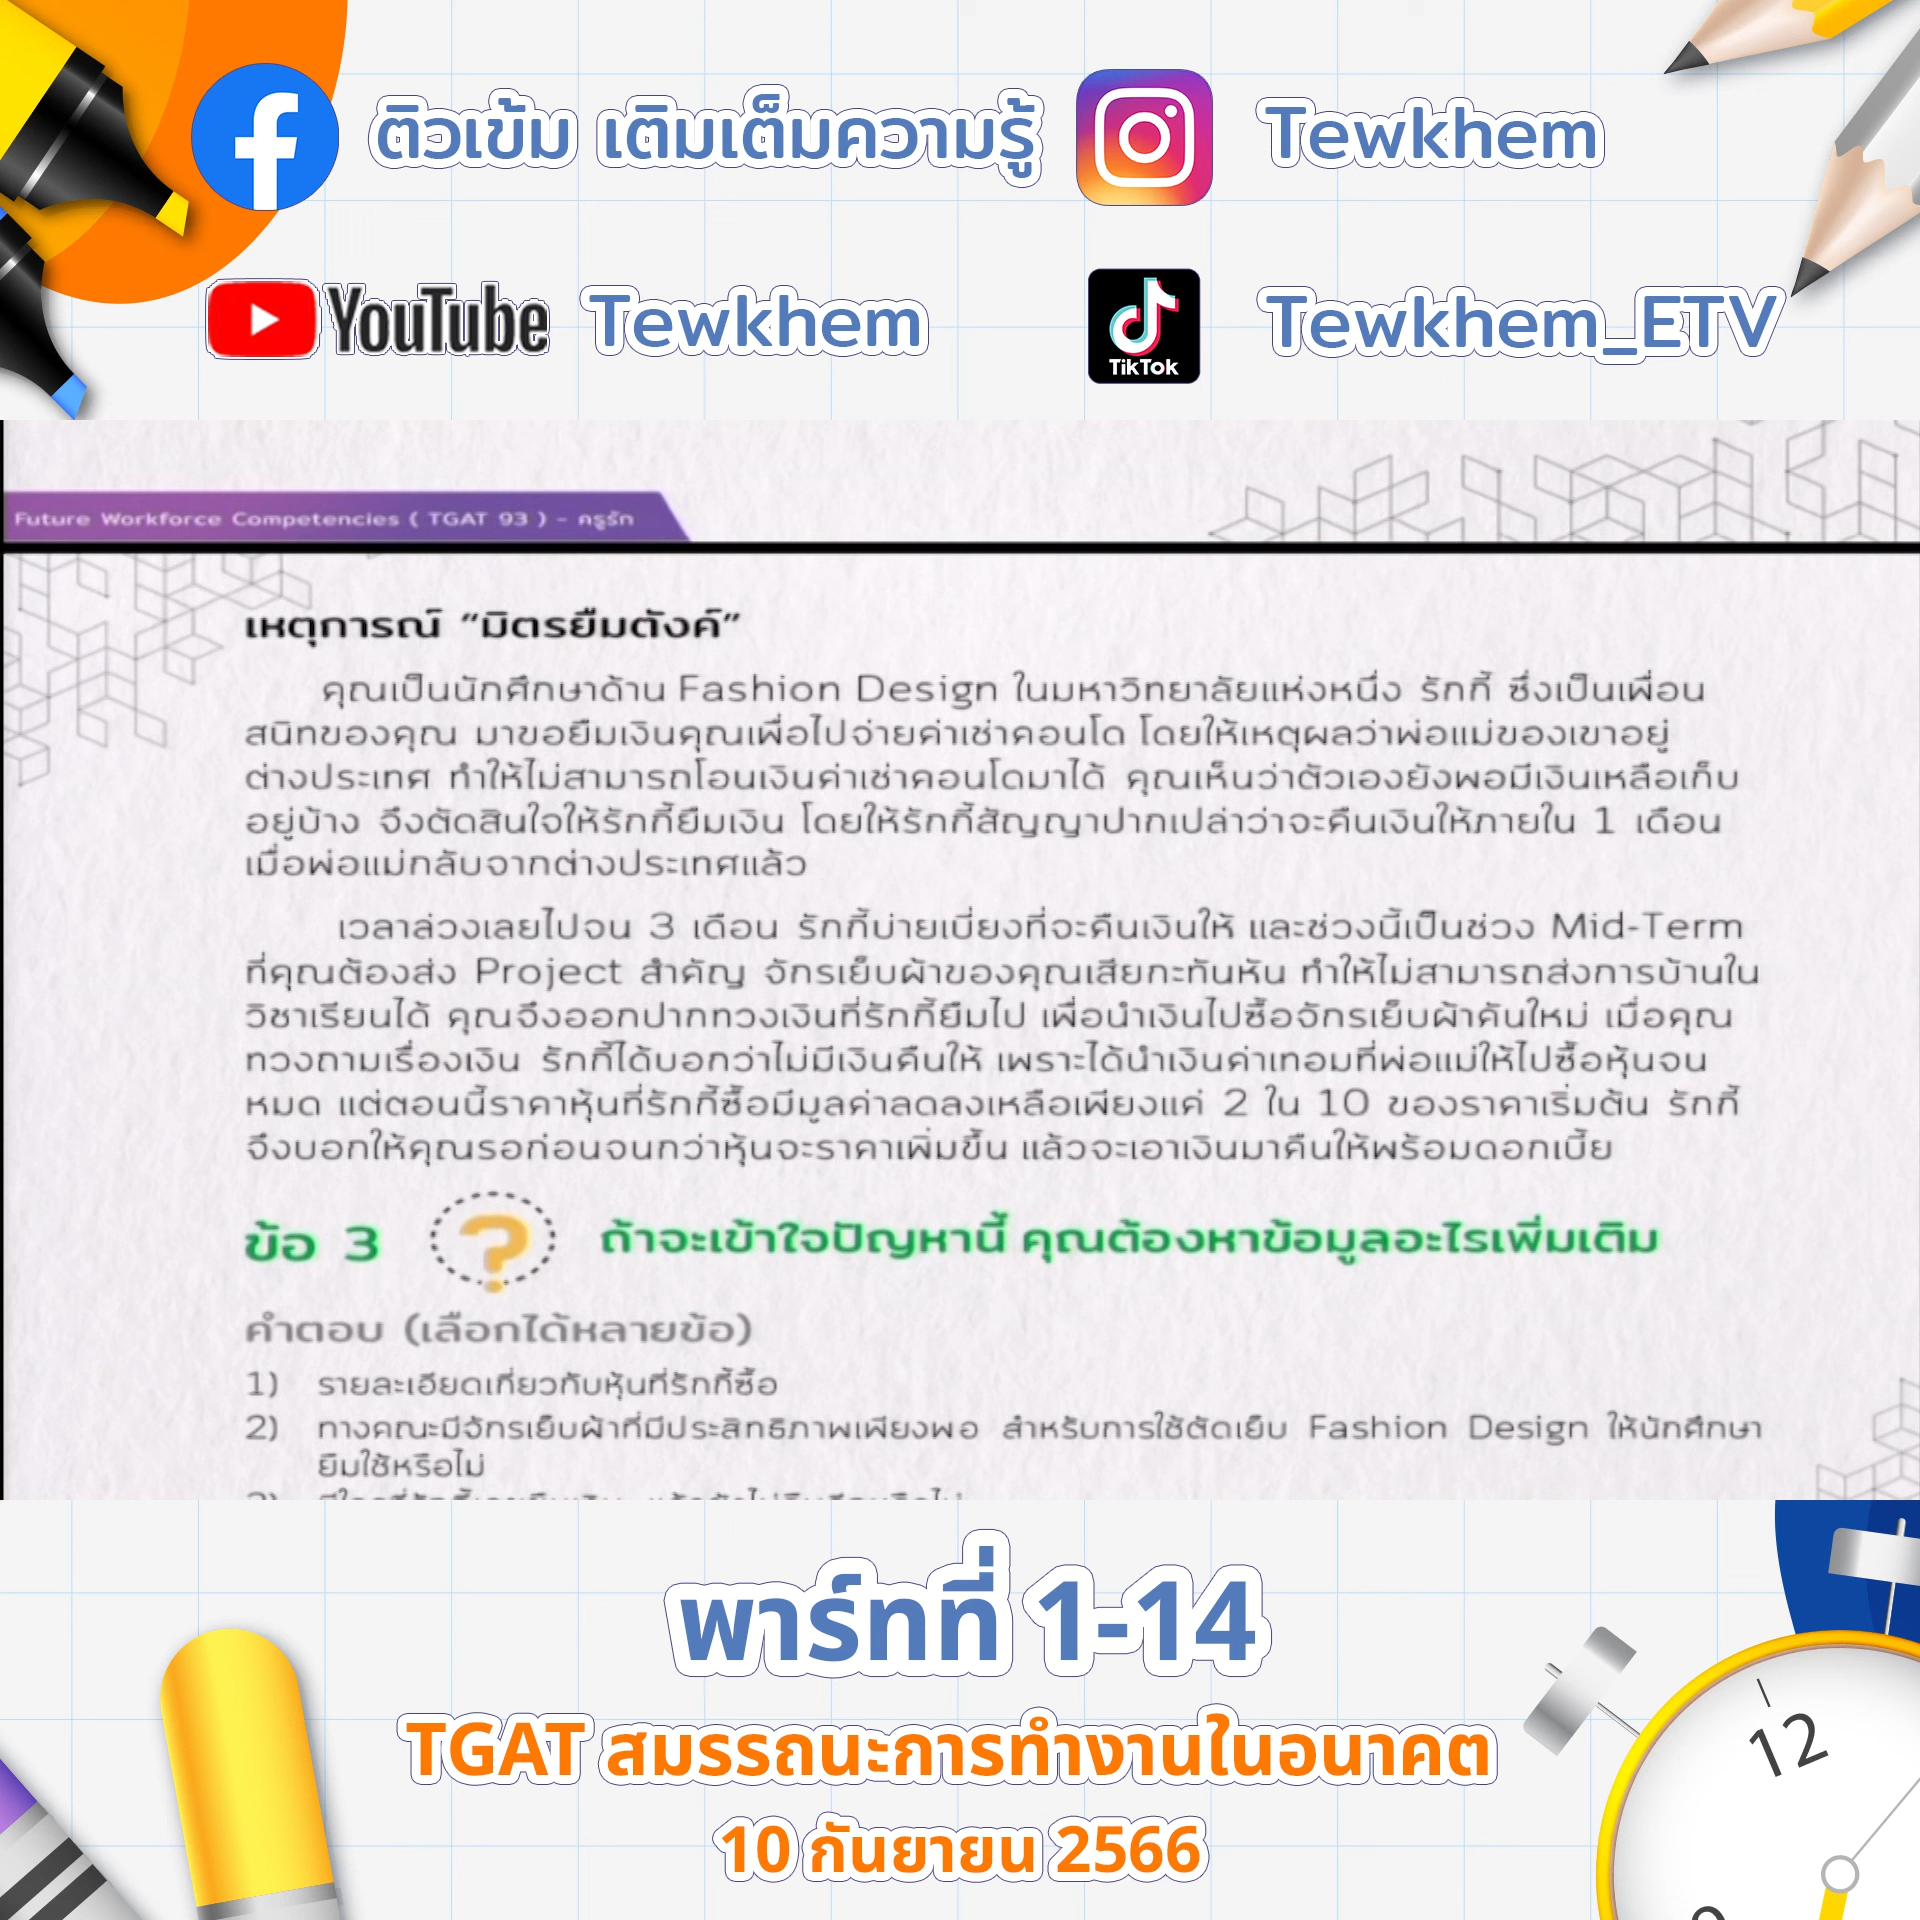 ติวเข้ม เติมเต็มความรู้
Tewkhem
YouTube Tewkhem
TikTok
Tewkhem_ETV
Future Workforce Competencies ( TGAT 93 ) - ครูรัก
เหตุการณ์ “มิตรยืมตังค์”
คุณเป็นนักศึกษาด้าน Fashion Design ในมหาวิทยาลัยแห่งหนึ่ง รักกี้ ซึ่งเป็นเพื่อน
สนิทของคุณ มาขอยืมเงินคุณเพื่อไปจ่ายค่าเช่าคอนโด โดยให้เหตุผลว่าพ่อแม่ของเขาอยู่
ต่างประเทศ ทำให้ไม่สามารถโอนเงินค่าเช่าคอนโดมาได้ คุณเห็นว่าตัวเองยังพอมีเงินเหลือเก็บ
อยู่บ้าง จึงตัดสินใจให้รักกี้ยืมเงิน โดยให้รักกี้สัญญาปากเปล่าว่าจะคืนเงินให้ภายใน 1 เดือน
เมื่อพ่อแม่กลับจากต่างประเทศแล้ว
เวลาล่วงเลยไปจน 3 เดือน รักกี้บ่ายเบี่ยงที่จะคืนเงินให้ และช่วงนี้เป็นช่วง Mid-Term
ที่คุณต้องส่ง Project สำคัญ จักรเย็บผ้าของคุณเสียกะทันหัน ทำให้ไม่สามารถส่งการบ้านใน
วิชาเรียนได้ คุณจึงออกปากทวงเงินที่รักกี้ยืมไป เพื่อนำเงินไปซื้อจักรเย็บผ้าคันใหม่ เมื่อคุณ
ทวงถามเรื่องเงิน รักกี้ได้บอกว่าไม่มีเงินคืนให้ เพราะได้นำเงินค่าเทอมที่พ่อแม่ให้ไปซื้อหุ้นจน
หมด แต่ตอนนี้ราคาหุ้นที่รักกี้ซื้อมีมูลค่าลดลงเหลือเพียงแค่ 2 ใน 10 ของราคาเริ่มต้น รักกี้
จึงบอกให้คุณรอก่อนจนกว่าหุ้นจะราคาเพิ่มขึ้น แล้วจะเอาเงินมาคืนให้พร้อมดอกเบี้ย
ข้อ 3 ? ถ้าจะเข้าใจปัญหานี้ คุณต้องหาข้อมูลอะไรเพิ่มเติม
คำตอบ (เลือกได้หลายข้อ)
1) รายละเอียดเกี่ยวกับหุ้นที่รักกี้ซื้อ
2) ทางคณะมีจักรเย็บผ้าที่มีประสิทธิภาพเพียงพอ สำหรับการใช้ตัดเย็บ Fashion Design ให้นักศึกษา
ยืมใช้หรือไม่
พาร์ทที่ 1-14
TGAT สมรรถนะการทำงานในอนาคต
12
10 กันยายน 2566